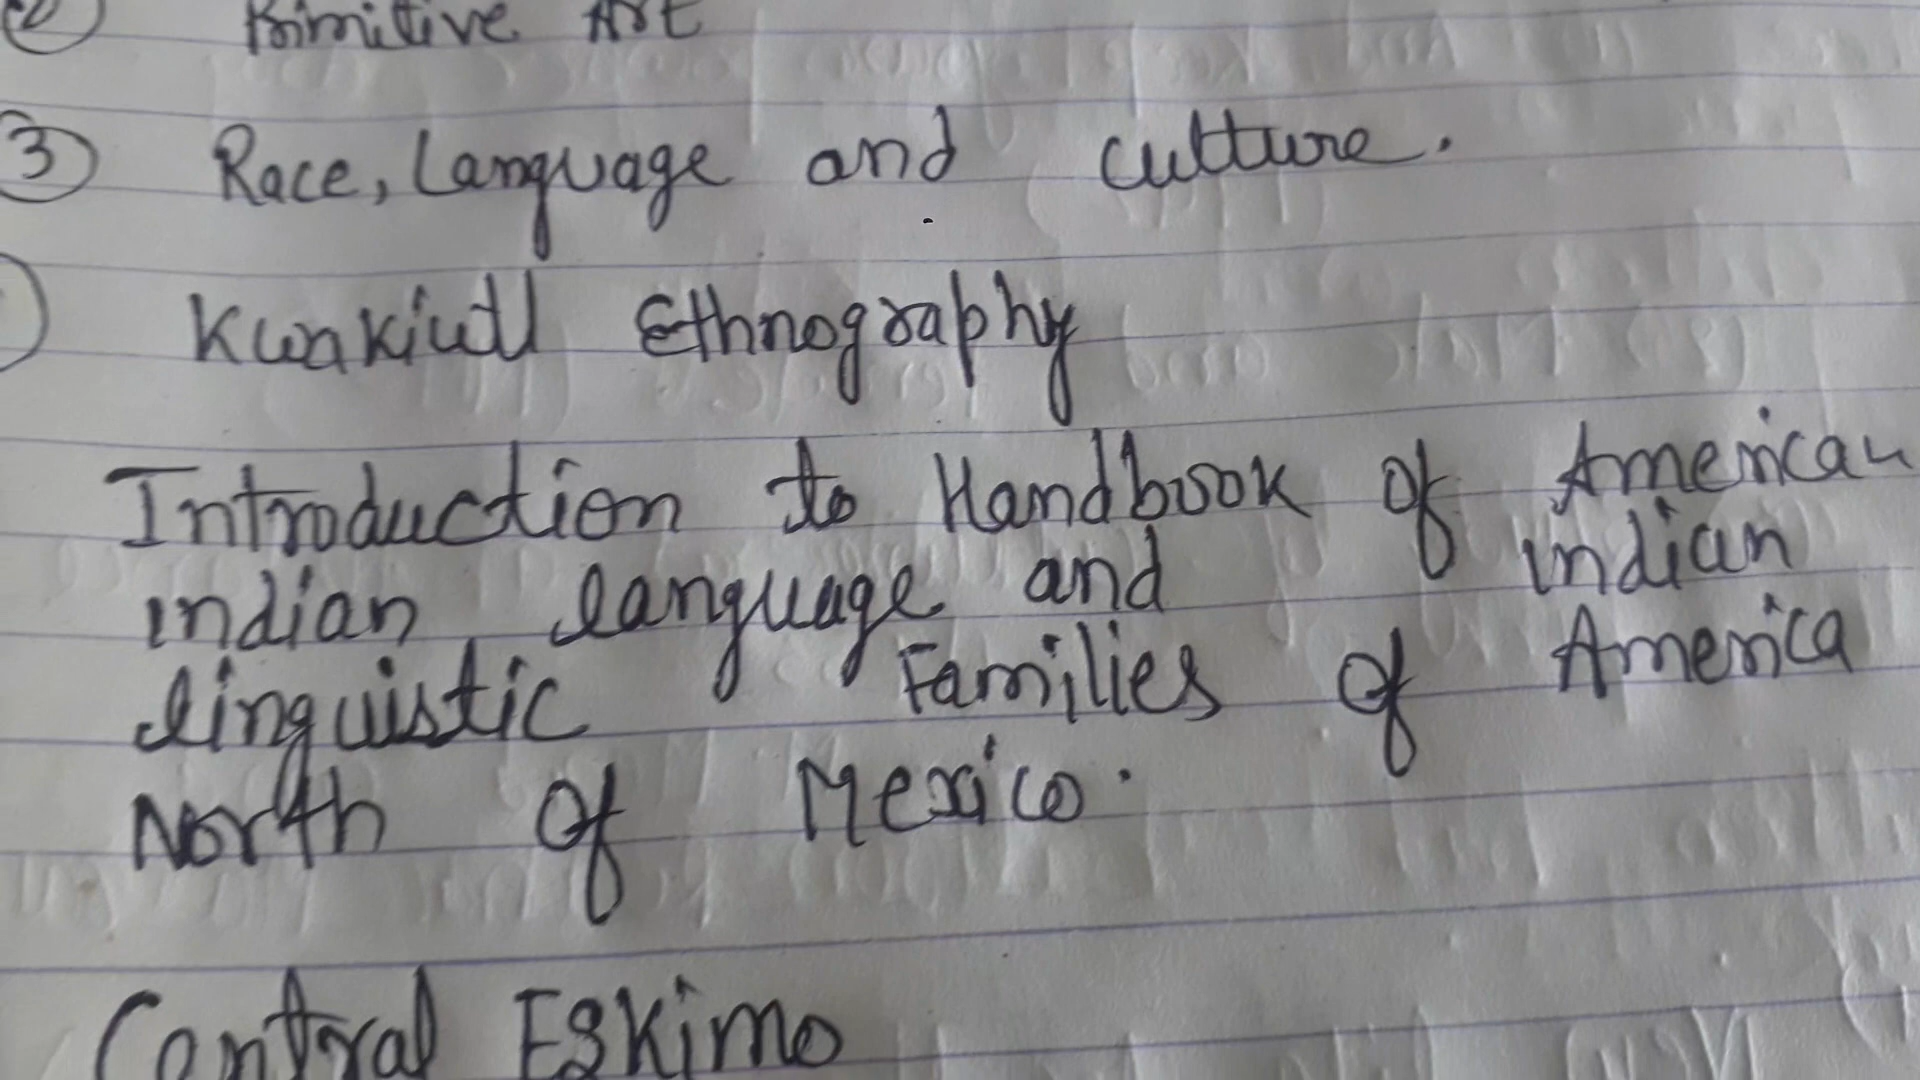 ② Primitive Art
③ Race, Language and culture.
Kwakiutl Ethnography
Introduction to Handbook of American
indian language and indian
linguistic Families of America
North of Mexico.
Central Eskimo